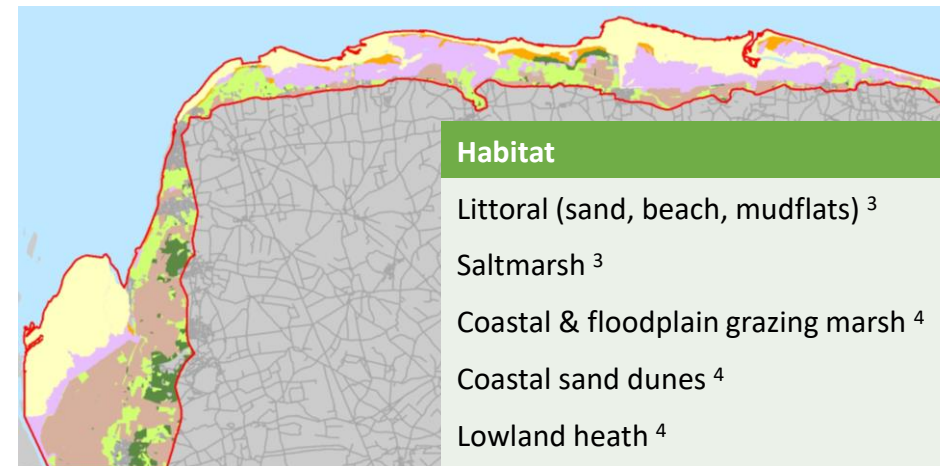 Habitat
Littoral (sand, beach, mudflats) ³
Saltmarsh ³
Coastal & floodplain grazing marsh ⁴
Coastal sand dunes ⁴
Lowland heath ⁴